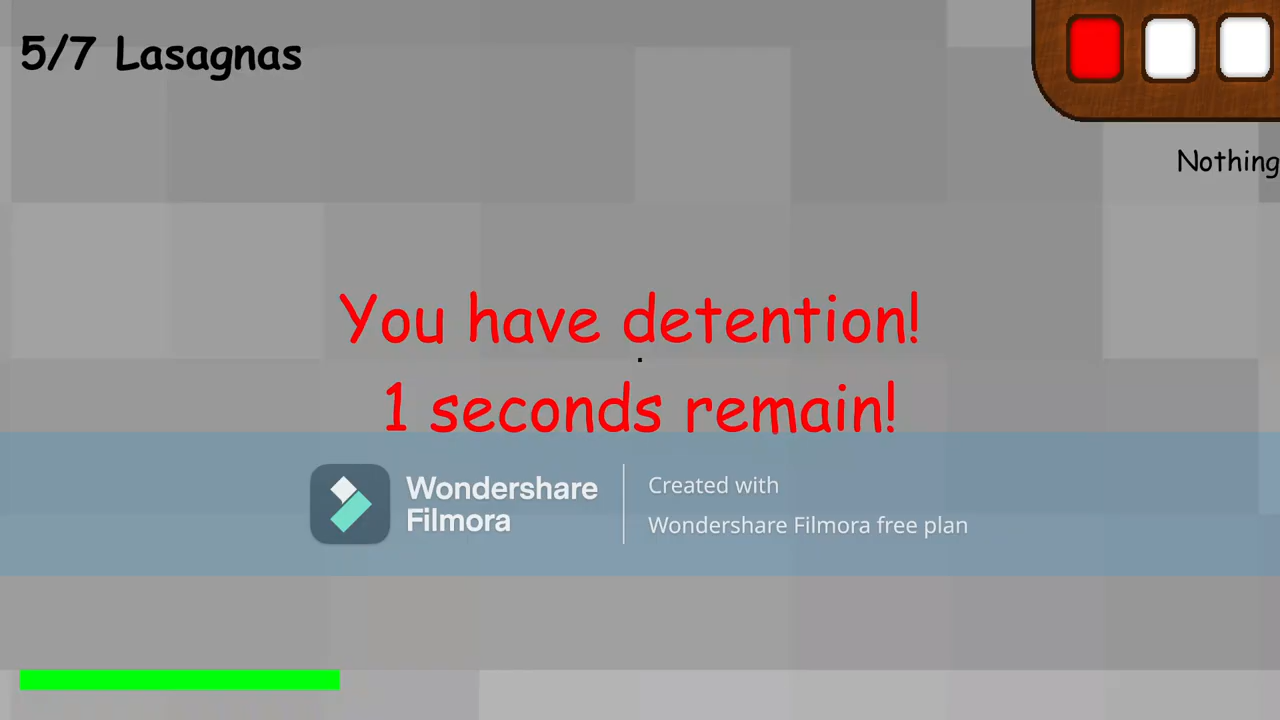 5/7 Lasagnas
Nothing
You have detention!
1 seconds remain!
Wondershare
Filmora
Created with
Wondershare Filmora free plan